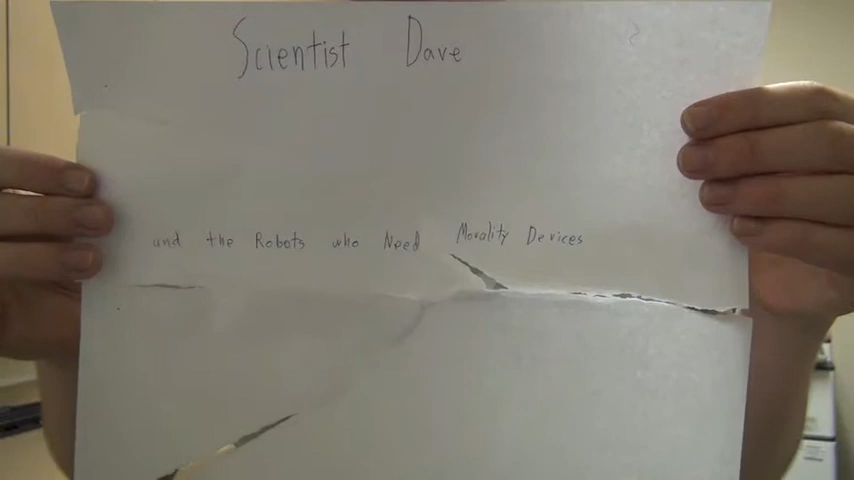 Scientist Dave
and the Robots who Need Morality Devices